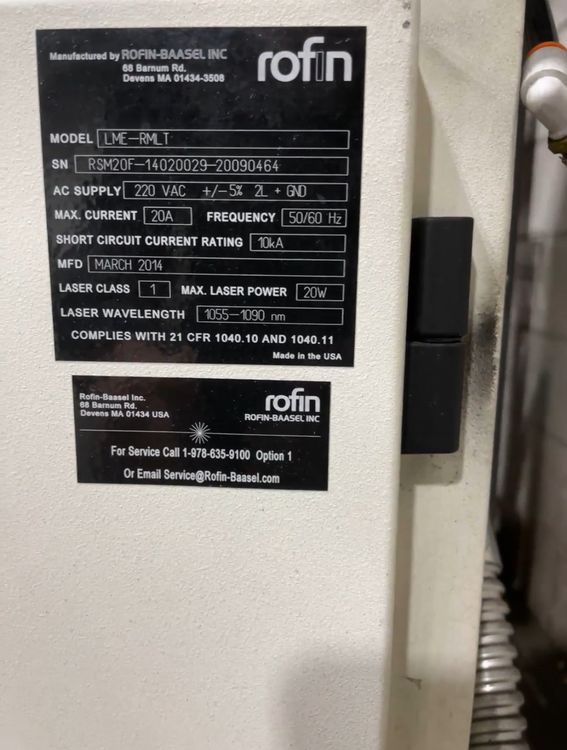 Manufactured by ROFIN-BAASEL INC
68 Barnum Rd.
Devens MA 01434-3508
rofin
MODEL LME-RMLT
SN RSM20F-14020029-20090464
AC SUPPLY 220 VAC +/-5% 2L + GND
MAX. CURRENT 20A FREQUENCY 50/60 Hz
SHORT CIRCUIT CURRENT RATING 10kA
MFD MARCH 2014
LASER CLASS 1 MAX. LASER POWER 20W
LASER WAVELENGTH 1055-1090 nm
COMPLIES WITH 21 CFR 1040.10 AND 1040.11
Made in the USA
Rofin-Baasel Inc.
68 Barnum Rd.
Devens MA 01434 USA
rofin
ROFIN-BAASEL INC
For Service Call 1-978-635-9100 Option 1
Or Email Service@Rofin-Baasel.com